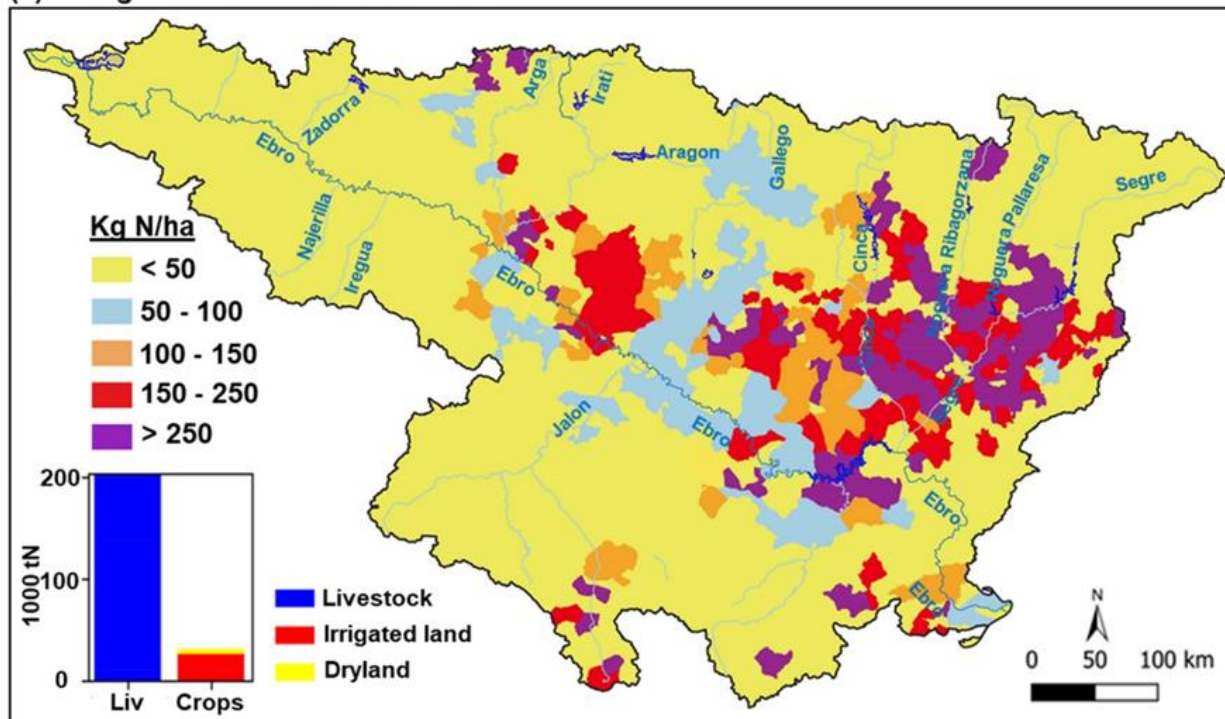 Arga
Irati
Zadorra
Ebro
Aragon
Gallego
Segre
Najerilla
Iregua
Cinca
Noguera Ribagorzana
Noguera Pallaresa
Kg N/ha
< 50
50 - 100
100 - 150
150 - 250
> 250
Ebro
Jalon
Ebro
Segre
Ebro
Ebro
1000 tN
200
100
0
Liv
Crops
Livestock
Irrigated land
Dryland
N
0 50 100 km